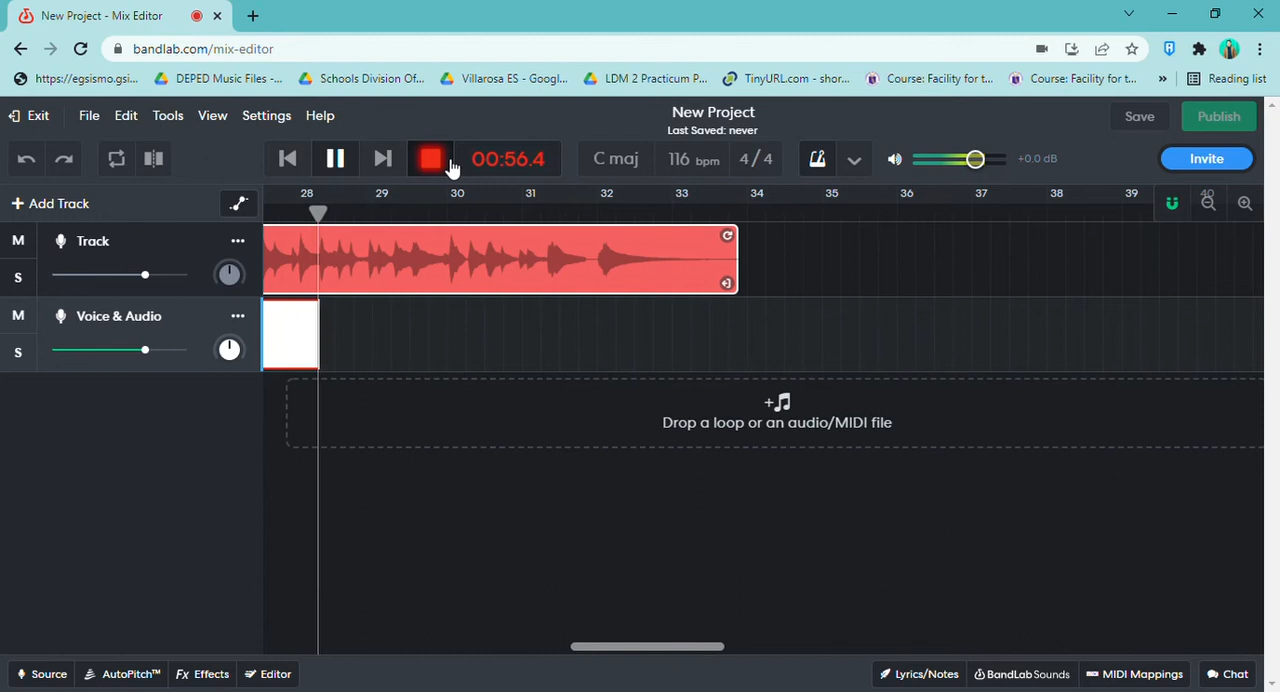 New Project - Mix Editor
bandlab.com/mix-editor
https://egsismo.gsi... DEPED Music Files -... Schools Division Of... Villarosa ES - Googl... LDM 2 Practicum P... TinyURL.com - shor... Course: Facility for t... Course: Facility for t... » Reading list
Exit File Edit Tools View Settings Help New Project Save Publish
Last Saved: never
00:56.4 C maj 116 bpm 4/4 +0.0 dB Invite
+ Add Track 28 29 30 31 32 33 34 35 36 37 38 39 40
M Track
S
M Voice & Audio
S
Drop a loop or an audio/MIDI file
Source AutoPitch™ Fx Effects Editor Lyrics/Notes BandLab Sounds MIDI Mappings Chat